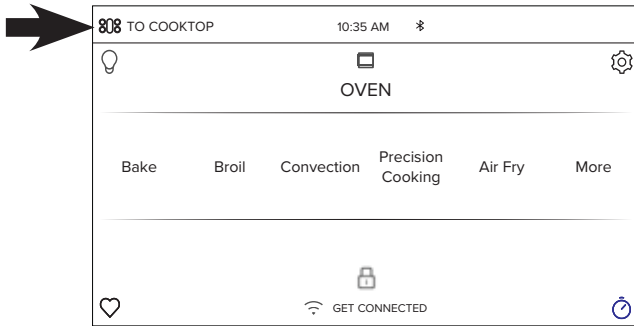 TO COOKTOP 10:35 AM
OVEN
Bake Broil Convection Precision Cooking Air Fry More
GET CONNECTED